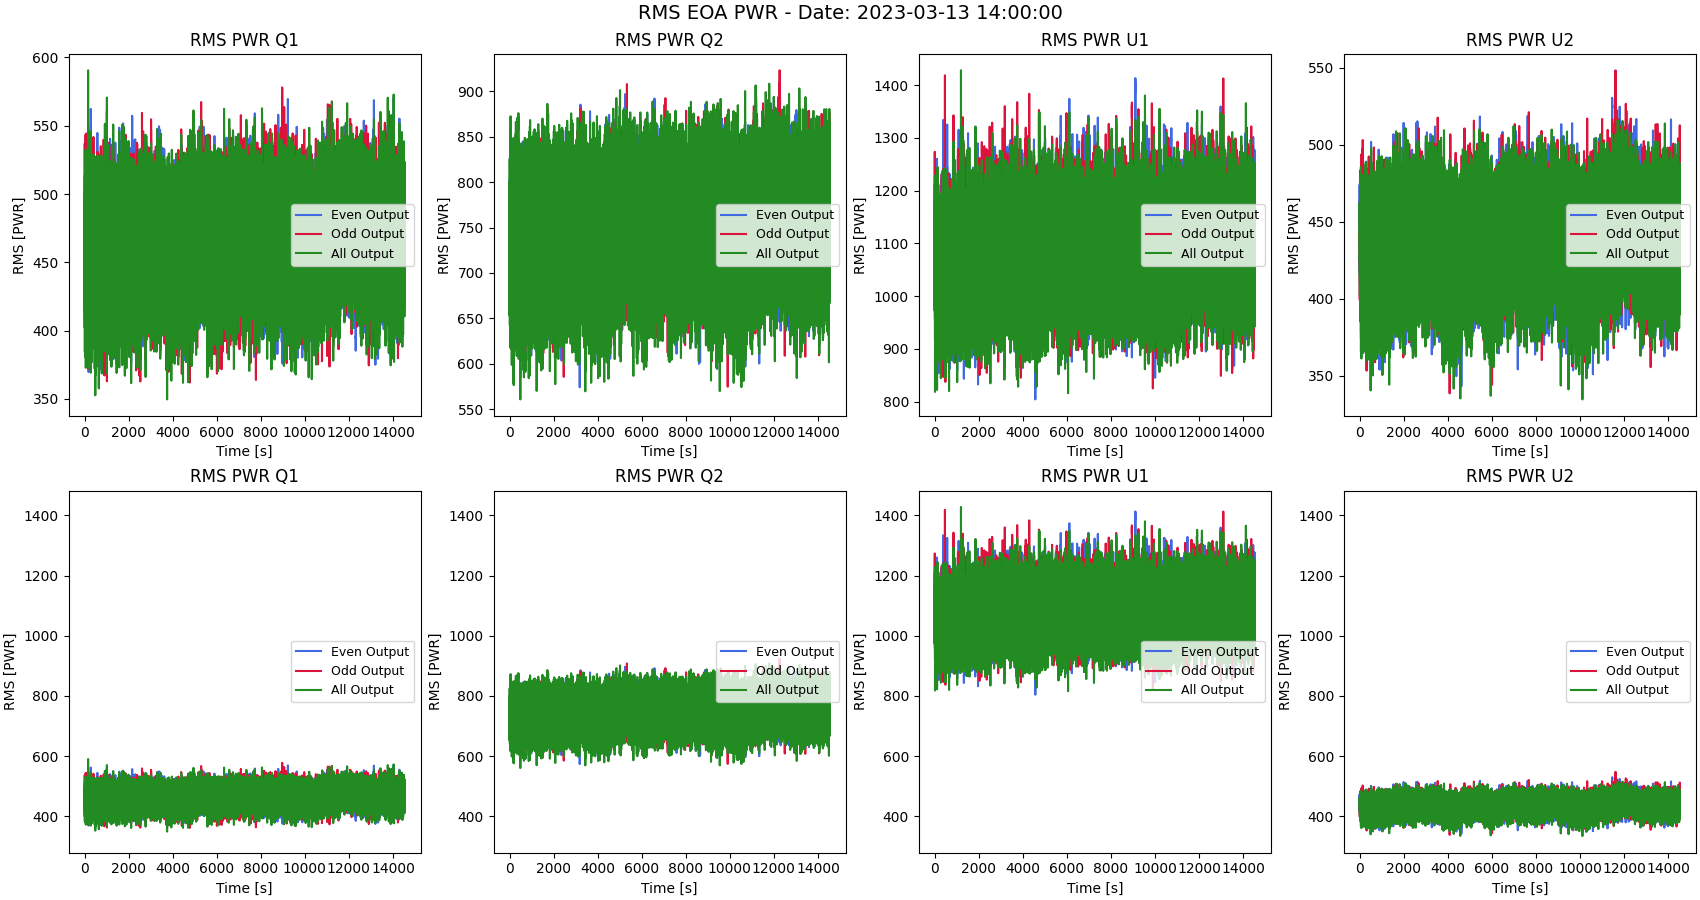 RMS EOA PWR - Date: 2023-03-13 14:00:00
RMS PWR Q1
RMS [PWR]
600
550
500
450
400
350
Even Output
Odd Output
All Output
0 2000 4000 6000 8000 10000 12000 14000
Time [s]
RMS PWR Q2
RMS [PWR]
900
850
800
750
700
650
600
550
Even Output
Odd Output
All Output
0 2000 4000 6000 8000 10000 12000 14000
Time [s]
RMS PWR U1
RMS [PWR]
1400
1300
1200
1100
1000
900
800
Even Output
Odd Output
All Output
0 2000 4000 6000 8000 10000 12000 14000
Time [s]
RMS PWR U2
RMS [PWR]
550
500
450
400
350
Even Output
Odd Output
All Output
0 2000 4000 6000 8000 10000 12000 14000
Time [s]
RMS PWR Q1
RMS [PWR]
1400
1200
1000
800
600
400
Even Output
Odd Output
All Output
0 2000 4000 6000 8000 10000 12000 14000
Time [s]
RMS PWR Q2
RMS [PWR]
1400
1200
1000
800
600
400
Even Output
Odd Output
All Output
0 2000 4000 6000 8000 10000 12000 14000
Time [s]
RMS PWR U1
RMS [PWR]
1400
1200
1000
800
600
400
Even Output
Odd Output
All Output
0 2000 4000 6000 8000 10000 12000 14000
Time [s]
RMS PWR U2
RMS [PWR]
1400
1200
1000
800
600
400
Even Output
Odd Output
All Output
0 2000 4000 6000 8000 10000 12000 14000
Time [s]